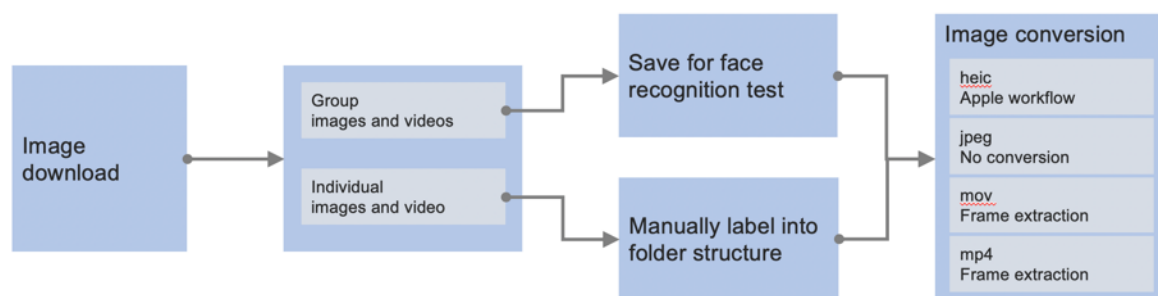 Image
download
Group
images and videos
Individual
images and video
Save for face
recognition test
Manually label into
folder structure
Image conversion
heic
Apple workflow
jpeg
No conversion
mov
Frame extraction
mp4
Frame extraction